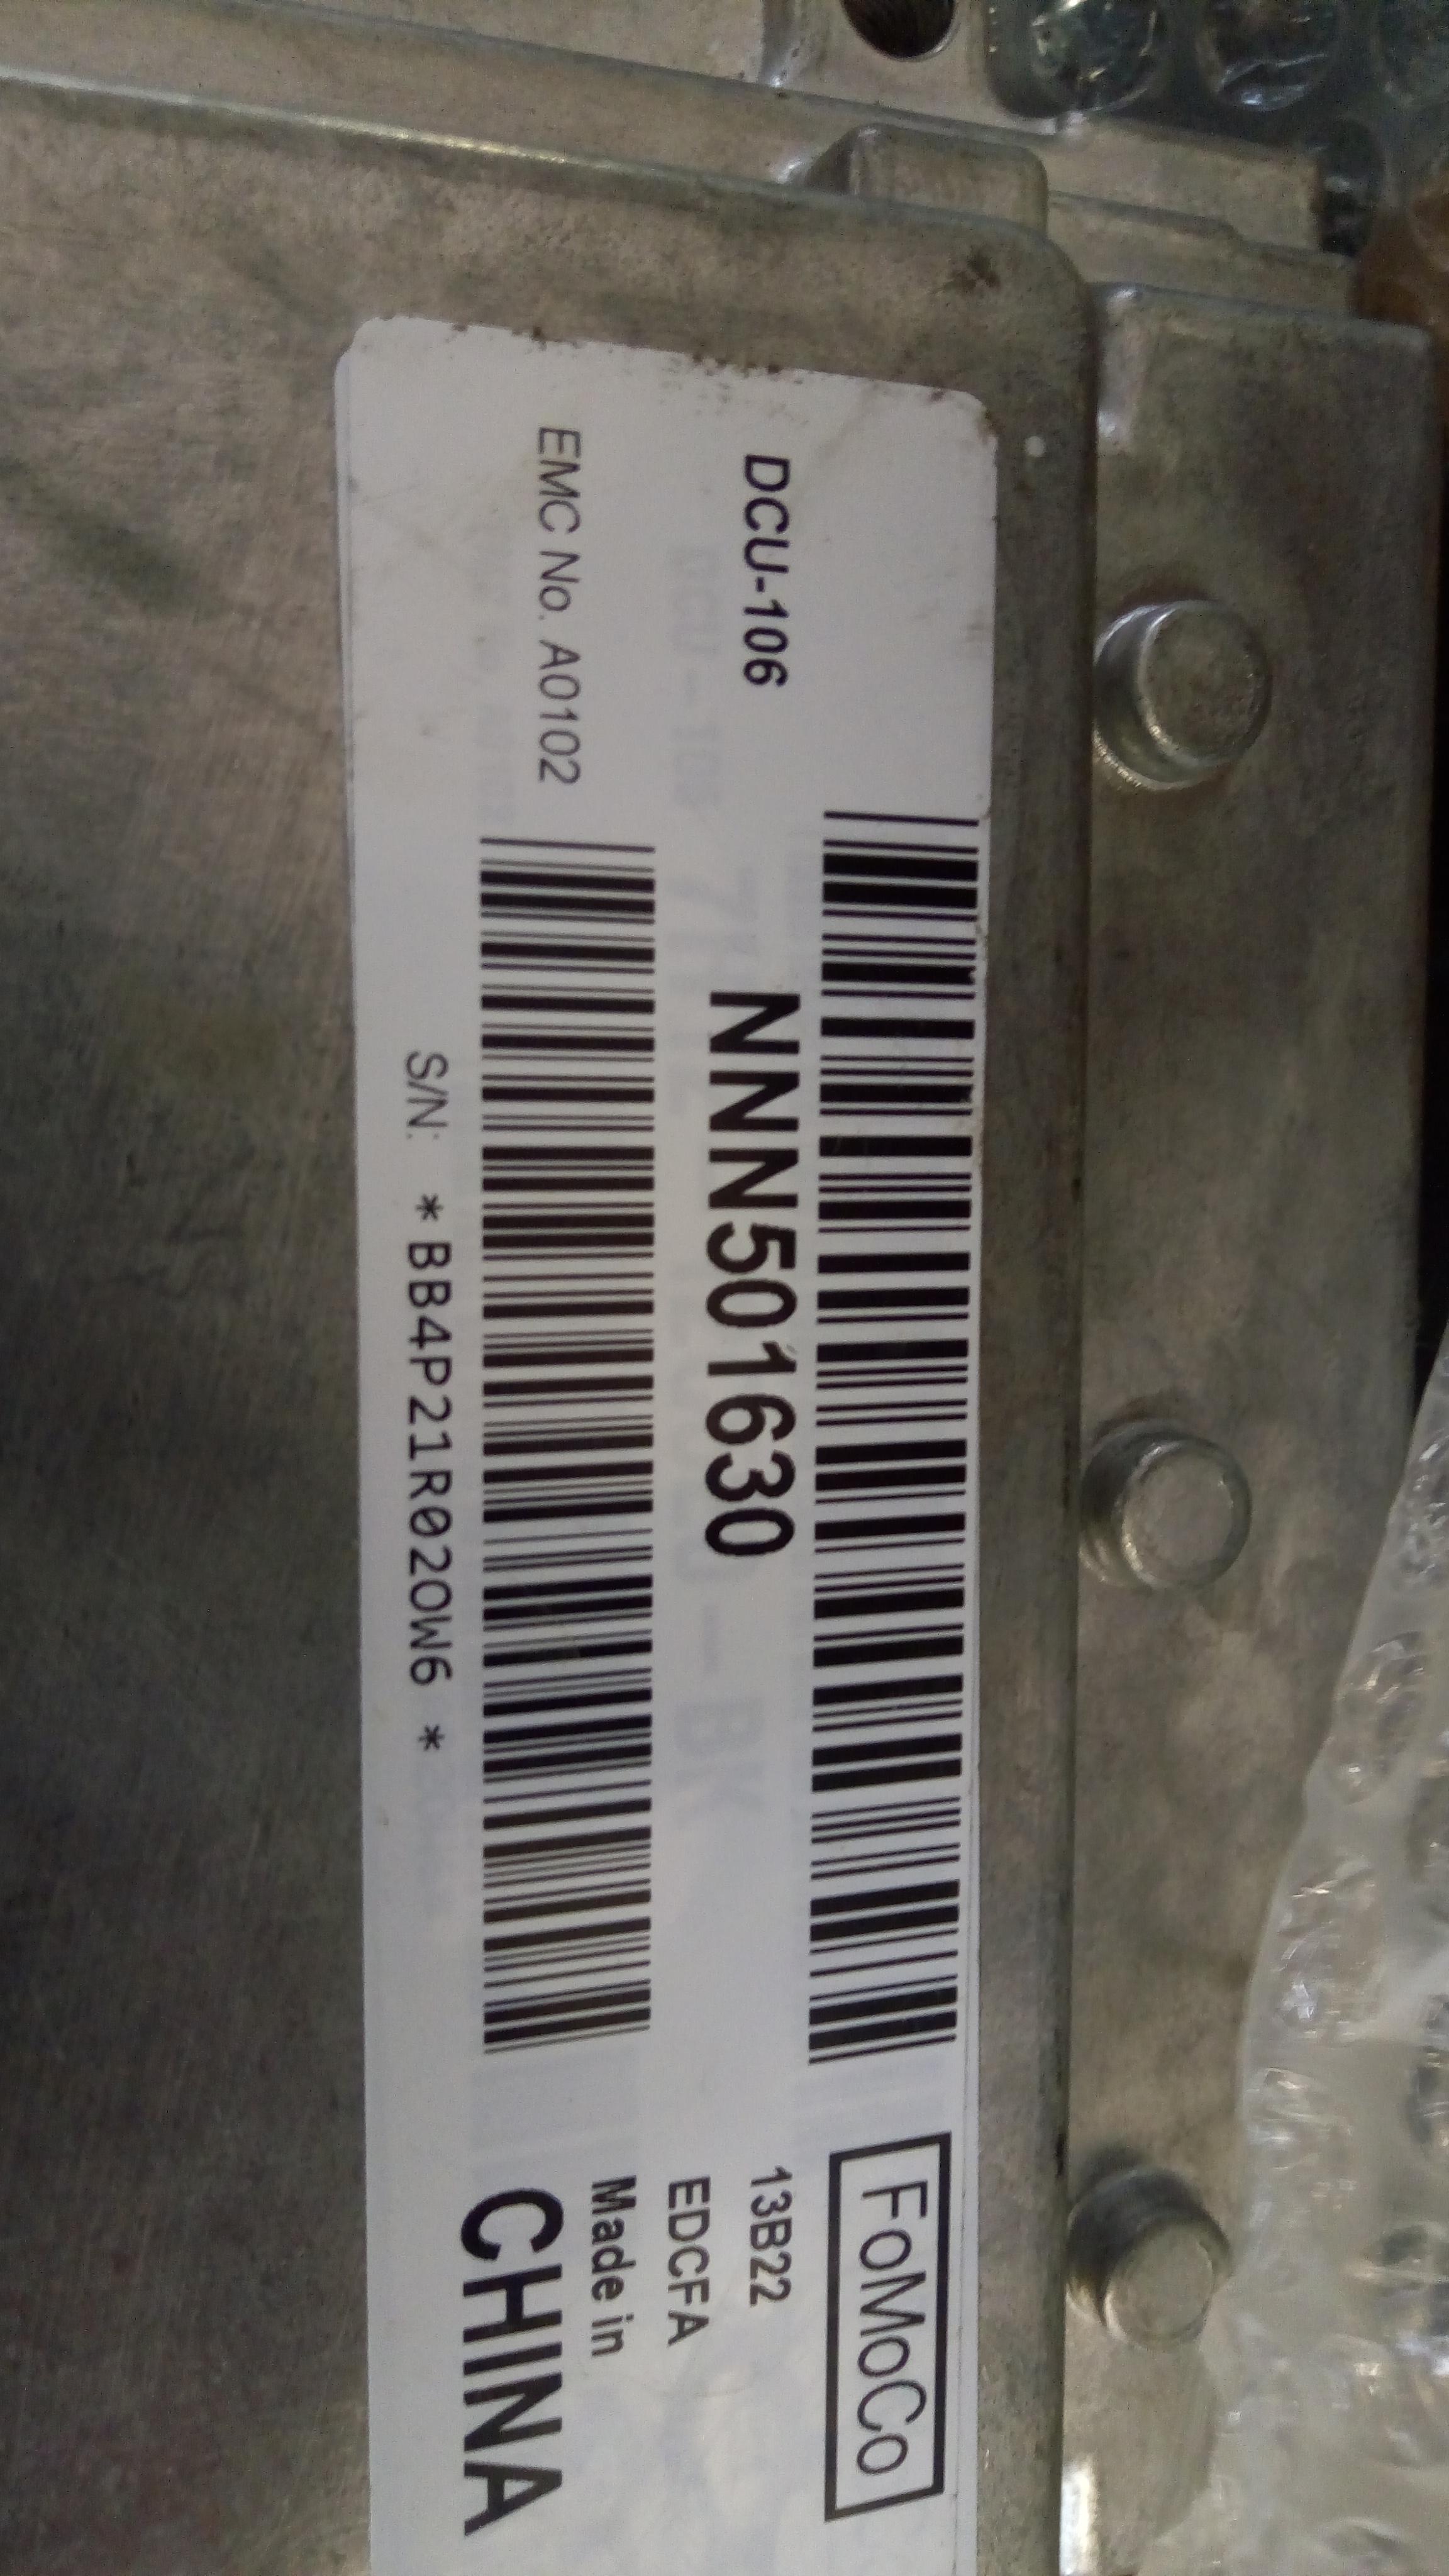 FoMoCo
DCU-106
NNN501630
13B22
EDCFA
EMC No. A0102
Made in
CHINA
S/N: *BB4P21R020W6 *